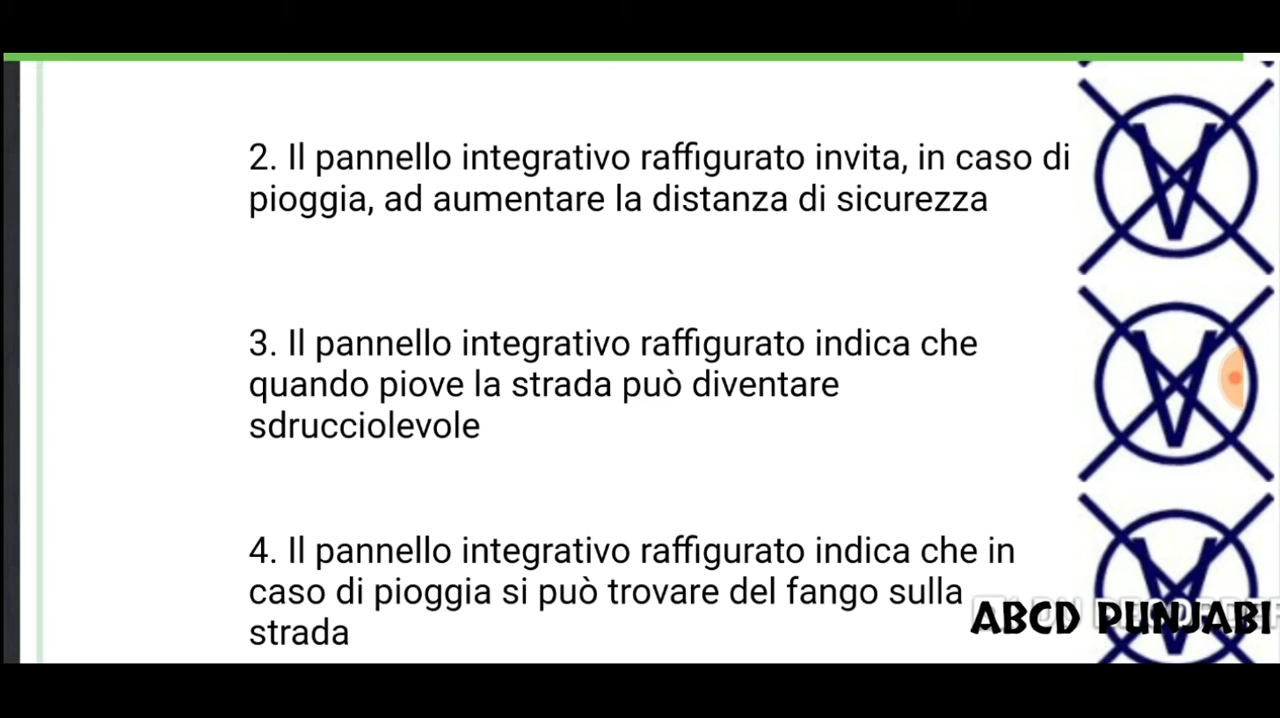 2. Il pannello integrativo raffigurato invita, in caso di
pioggia, ad aumentare la distanza di sicurezza
V
3. Il pannello integrativo raffigurato indica che
quando piove la strada può diventare
sdrucciolevole
V
4. Il pannello integrativo raffigurato indica che in
caso di pioggia si può trovare del fango sulla
strada
V
ABCD PUNJABI